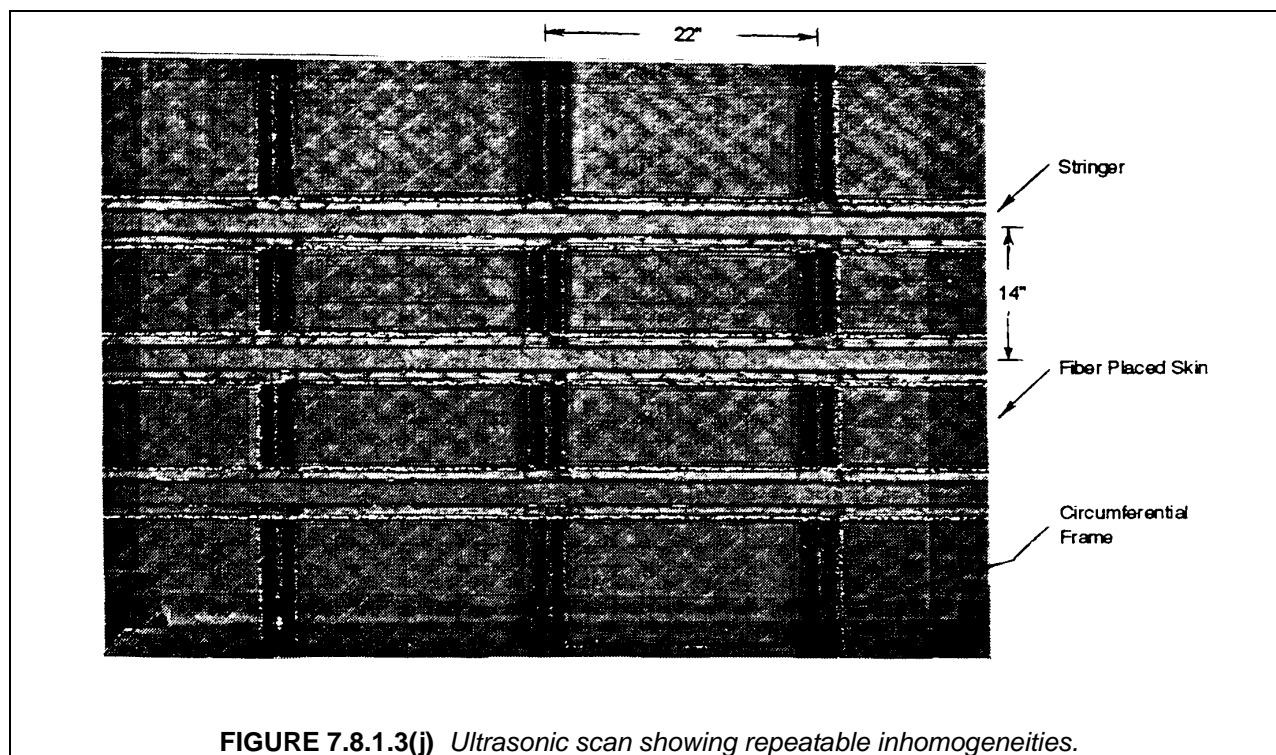 22"
Stringer
14"
Fiber Placed Skin
Circumferential
Frame
FIGURE 7.8.1.3(j) Ultrasonic scan showing repeatable inhomogeneities.